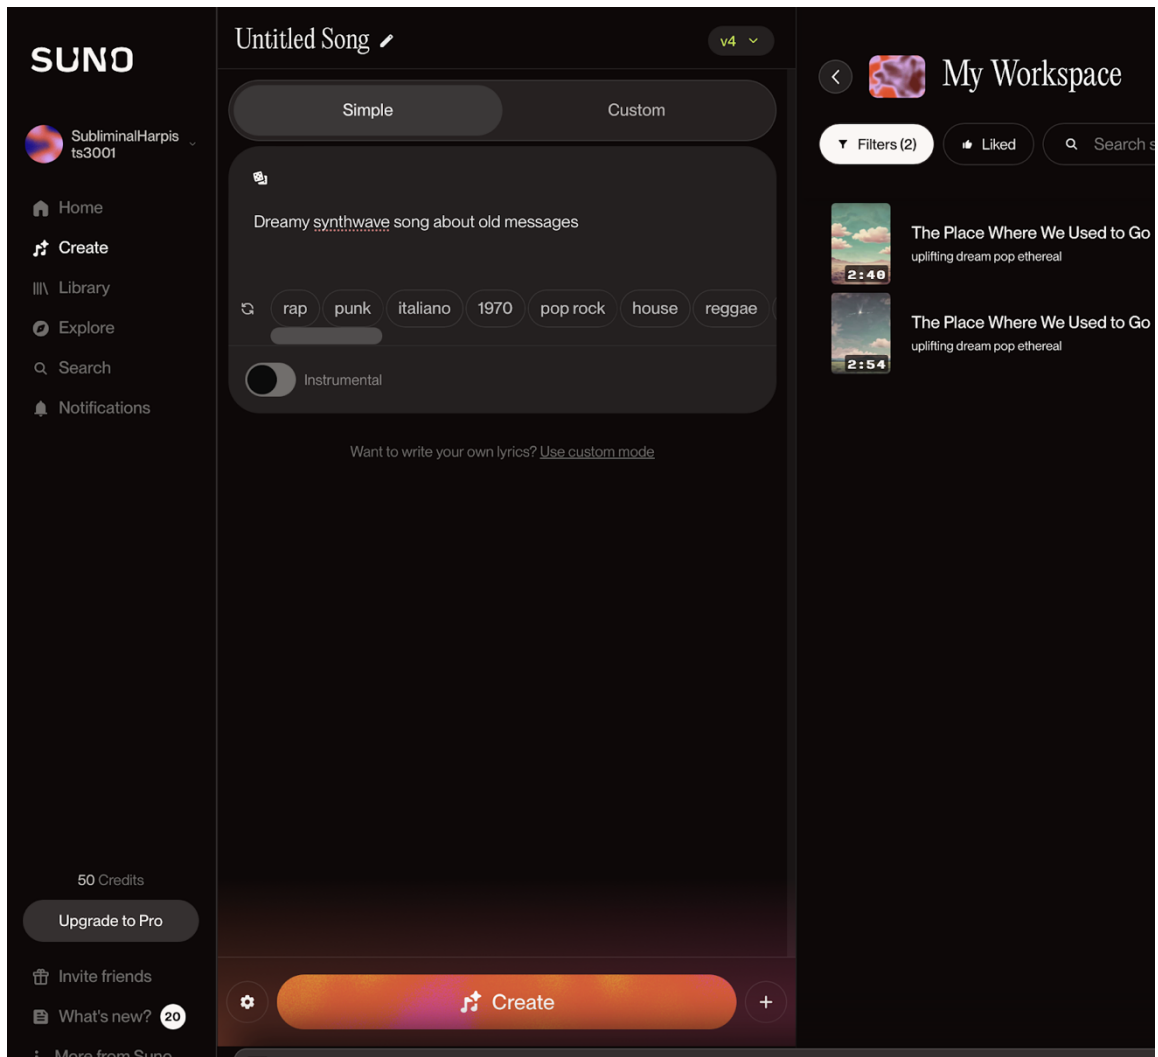 SUNO
SubliminalHarpis
ts3001
Home
Create
Library
Explore
Search
Notifications
50 Credits
Upgrade to Pro
Invite friends
What's new? 20
More from Suno
Untitled Song
v4
Simple
Custom
Dreamy synthwave song about old messages
rap
punk
italiano
1970
pop rock
house
reggae
Instrumental
Want to write your own lyrics? Use custom mode
Create
My Workspace
Filters (2)
Liked
Search s
The Place Where We Used to Go
uplifting dream pop ethereal
2:40
The Place Where We Used to Go
uplifting dream pop ethereal
2:54